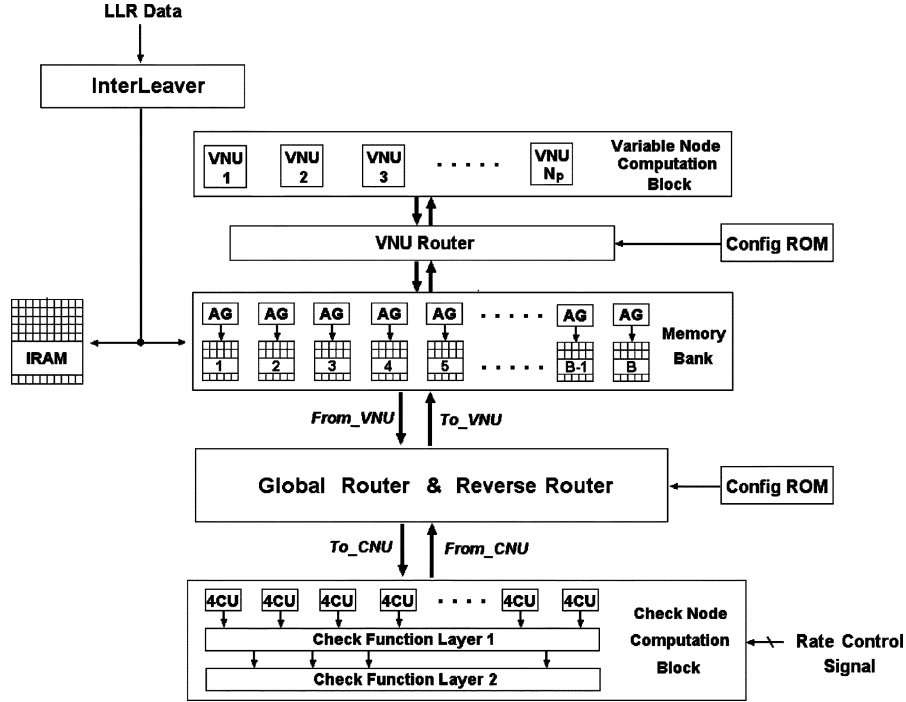 LLR Data
InterLeaver
VNU 1
VNU 2
VNU 3
· · · · ·
VNU Np
Variable Node
Computation
Block
VNU Router
Config ROM
AG AG AG AG AG · · · · · AG AG
Memory
Bank
IRAM
1 2 3 4 5 · · · · · B-1 B
From_VNU To_VNU
Global Router & Reverse Router
Config ROM
To_CNU From_CNU
4CU 4CU 4CU 4CU · · · · 4CU 4CU
Check Node
Computation
Block
Check Function Layer 1
Check Function Layer 2
Rate Control
Signal